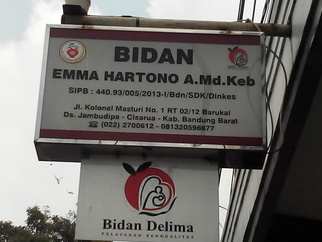 BIDAN
EMMA HARTONO A.Md.Keb
SIPB : 440.93/005/2013-I/Bdn/SDK/Dinkes
Jl. Kolonel Masturi No. 1 RT 02/12 Barukai
Ds. Jambudipa - Cisarua - Kab. Bandung Barat
☎ (022) 2700612 - 081320596677
Bidan Delima
PELAYANAN BERKUALITAS